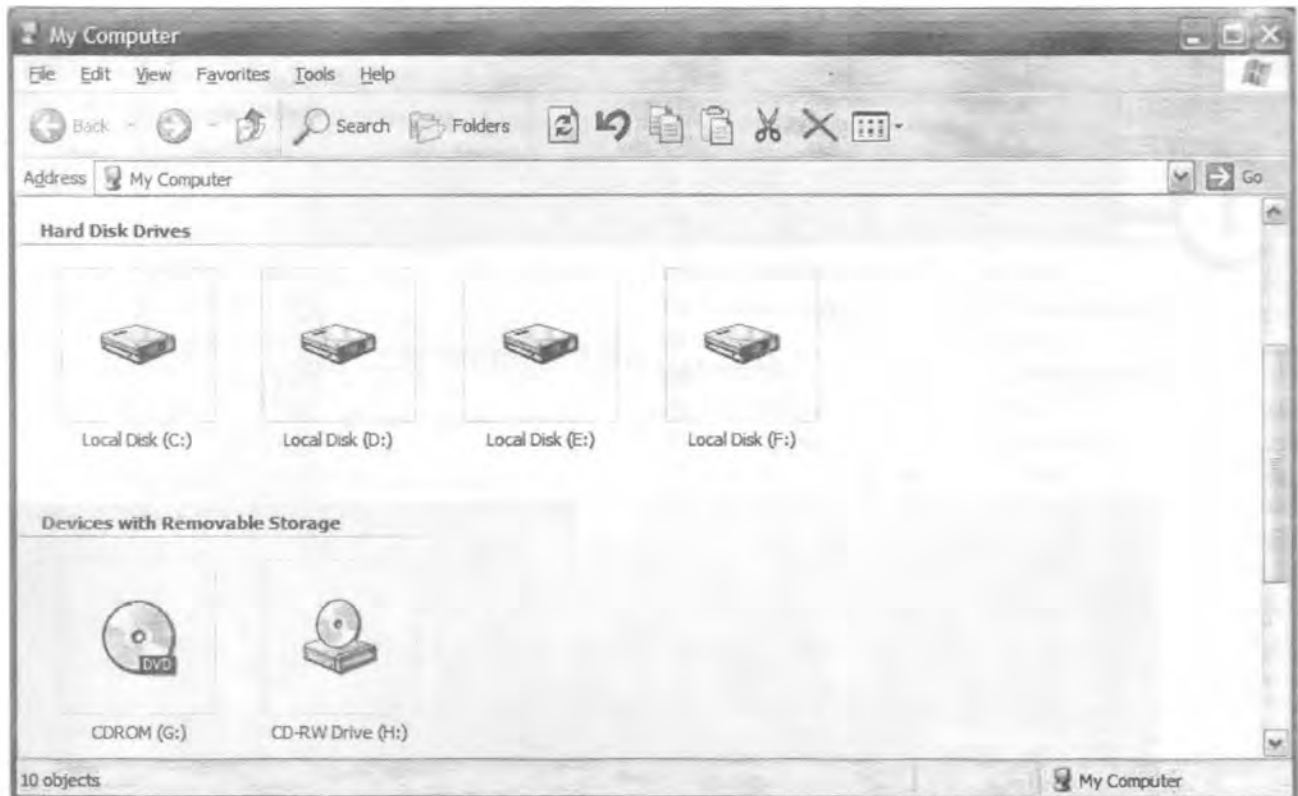 My Computer
File Edit View Favorites Tools Help
Back Search Folders
Address My Computer Go
Hard Disk Drives
Local Disk (C:) Local Disk (D:) Local Disk (E:) Local Disk (F:)
Devices with Removable Storage
DVD
CDROM (G:) CD-RW Drive (H:)
10 objects My Computer